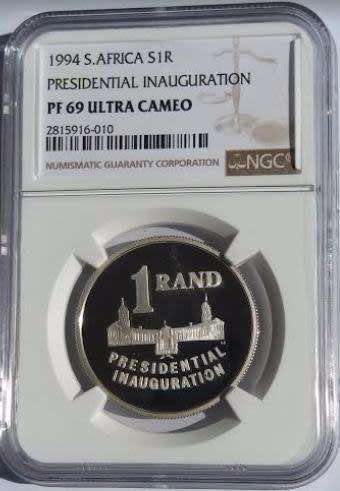 1994 S.AFRICA S1R
PRESIDENTIAL INAUGURATION
PF 69 ULTRA CAMEO
2815916-010
NUMISMATIC GUARANTY CORPORATION
NGC
1 RAND
PRESIDENTIAL
INAUGURATION